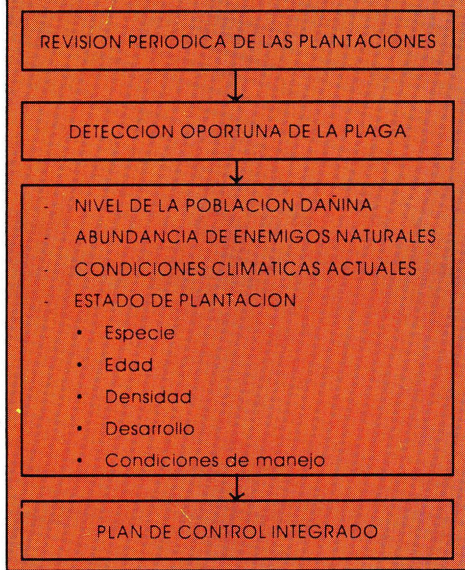 REVISION PERIODICA DE LAS PLANTACIONES
DETECCION OPORTUNA DE LA PLAGA
- NIVEL DE LA POBLACION DAÑINA
- ABUNDANCIA DE ENEMIGOS NATURALES
- CONDICIONES CLIMATICAS ACTUALES
- ESTADO DE PLANTACION
• Especie
• Edad
• Densidad
• Desarrollo
• Condiciones de manejo
PLAN DE CONTROL INTEGRADO